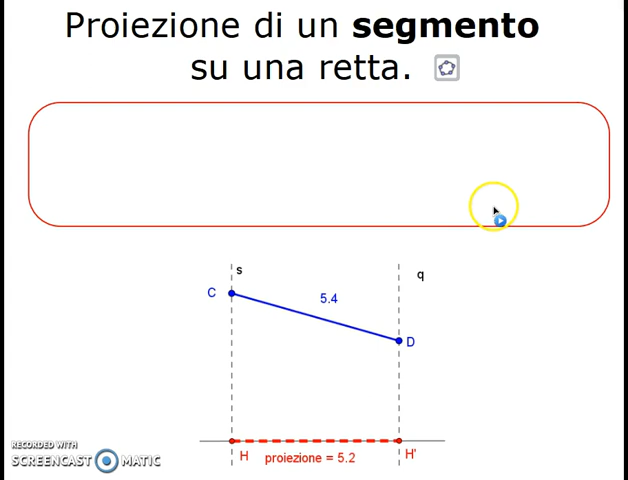 Proiezione di un segmento
su una retta.
s
q
C
5.4
D
H
proiezione = 5.2
H'
RECORDED WITH
SCREENCAST MATIC